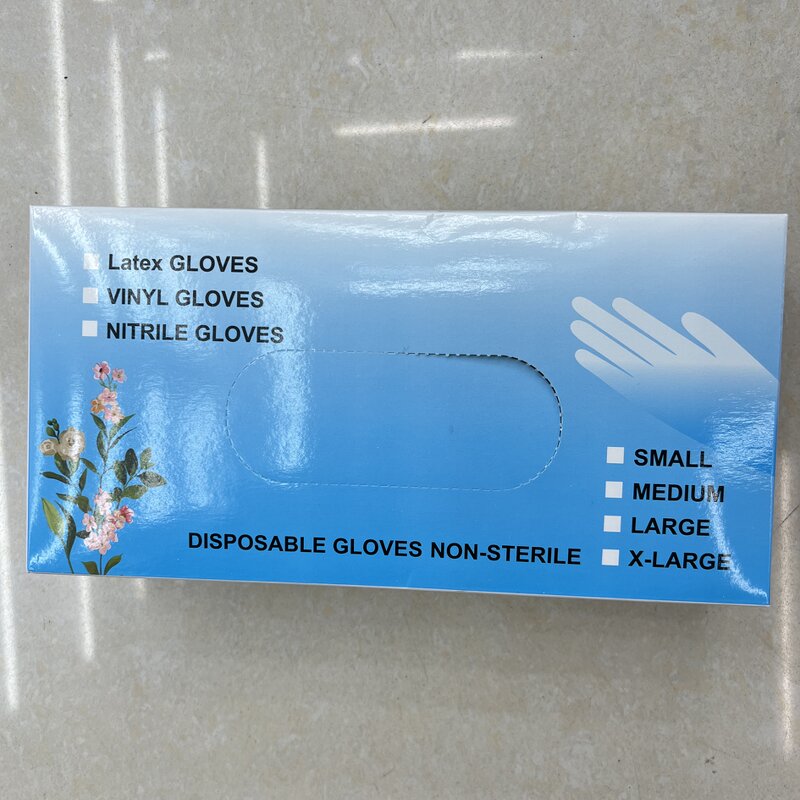 Latex GLOVES
VINYL GLOVES
NITRILE GLOVES
SMALL
MEDIUM
LARGE
X-LARGE
DISPOSABLE GLOVES NON-STERILE